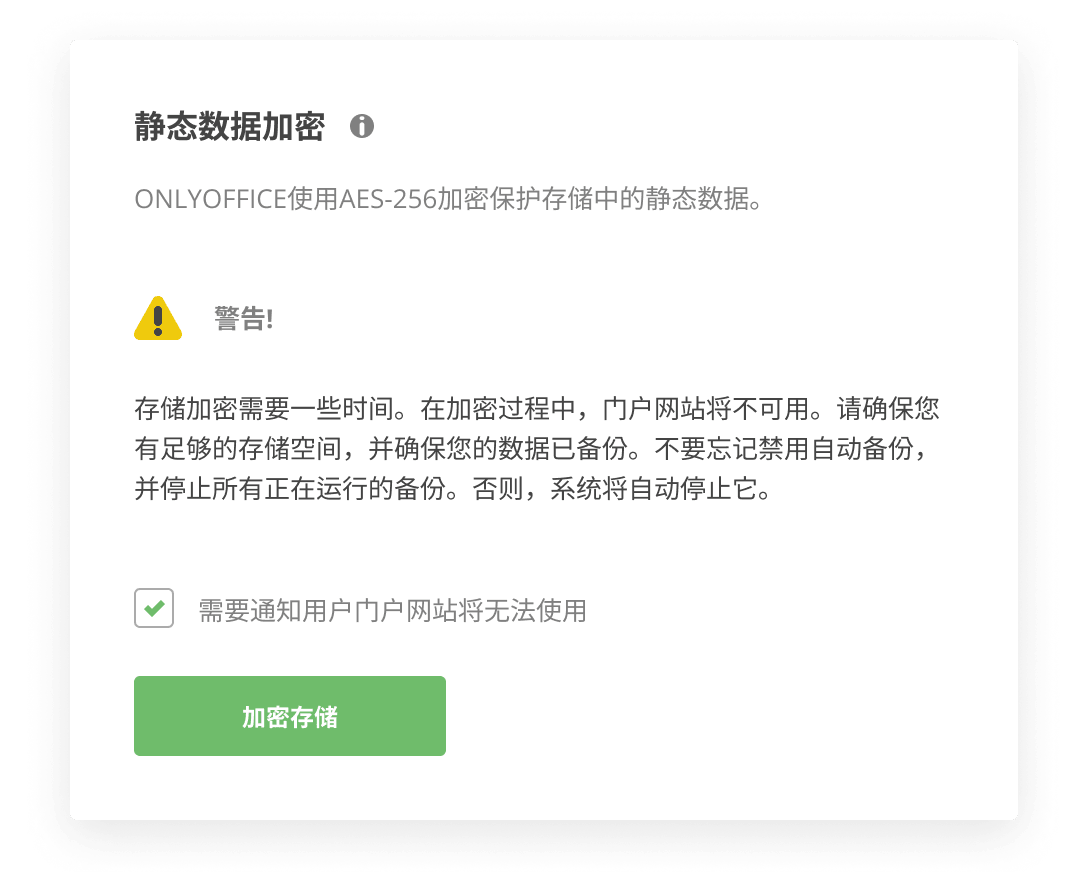 静态数据加密
ONLYOFFICE使用AES-256加密保护存储中的静态数据。
警告!
存储加密需要一些时间。在加密过程中，门户网站将不可用。请确保您
有足够的存储空间，并确保您的数据已备份。不要忘记禁用自动备份，
并停止所有正在运行的备份。否则，系统将自动停止它。
需要通知用户门户网站将无法使用
加密存储